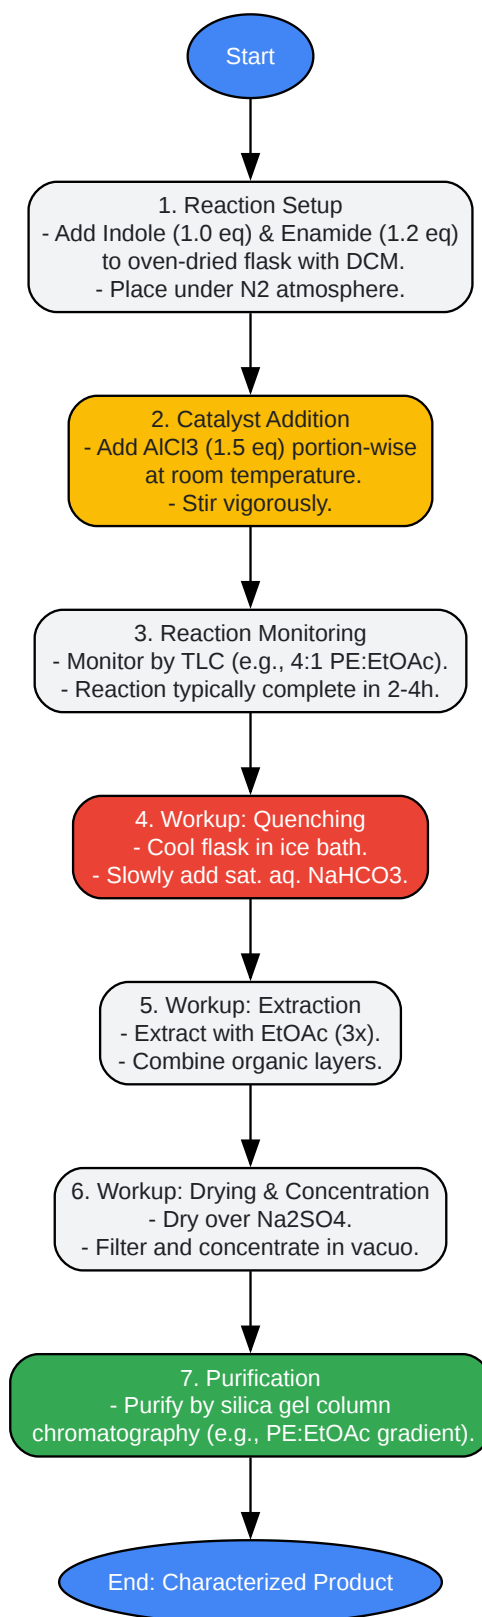 Start
1. Reaction Setup
- Add Indole (1.0 eq) & Enamide (1.2 eq)
to oven-dried flask with DCM.
- Place under N2 atmosphere.
2. Catalyst Addition
- Add AlCl3 (1.5 eq) portion-wise
at room temperature.
- Stir vigorously.
3. Reaction Monitoring
- Monitor by TLC (e.g., 4:1 PE:EtOAc).
- Reaction typically complete in 2-4h.
4. Workup: Quenching
- Cool flask in ice bath.
- Slowly add sat. aq. NaHCO3.
5. Workup: Extraction
- Extract with EtOAc (3x).
- Combine organic layers.
6. Workup: Drying & Concentration
- Dry over Na2SO4.
- Filter and concentrate in vacuo.
7. Purification
- Purify by silica gel column
chromatography (e.g., PE:EtOAc gradient).
End: Characterized Product